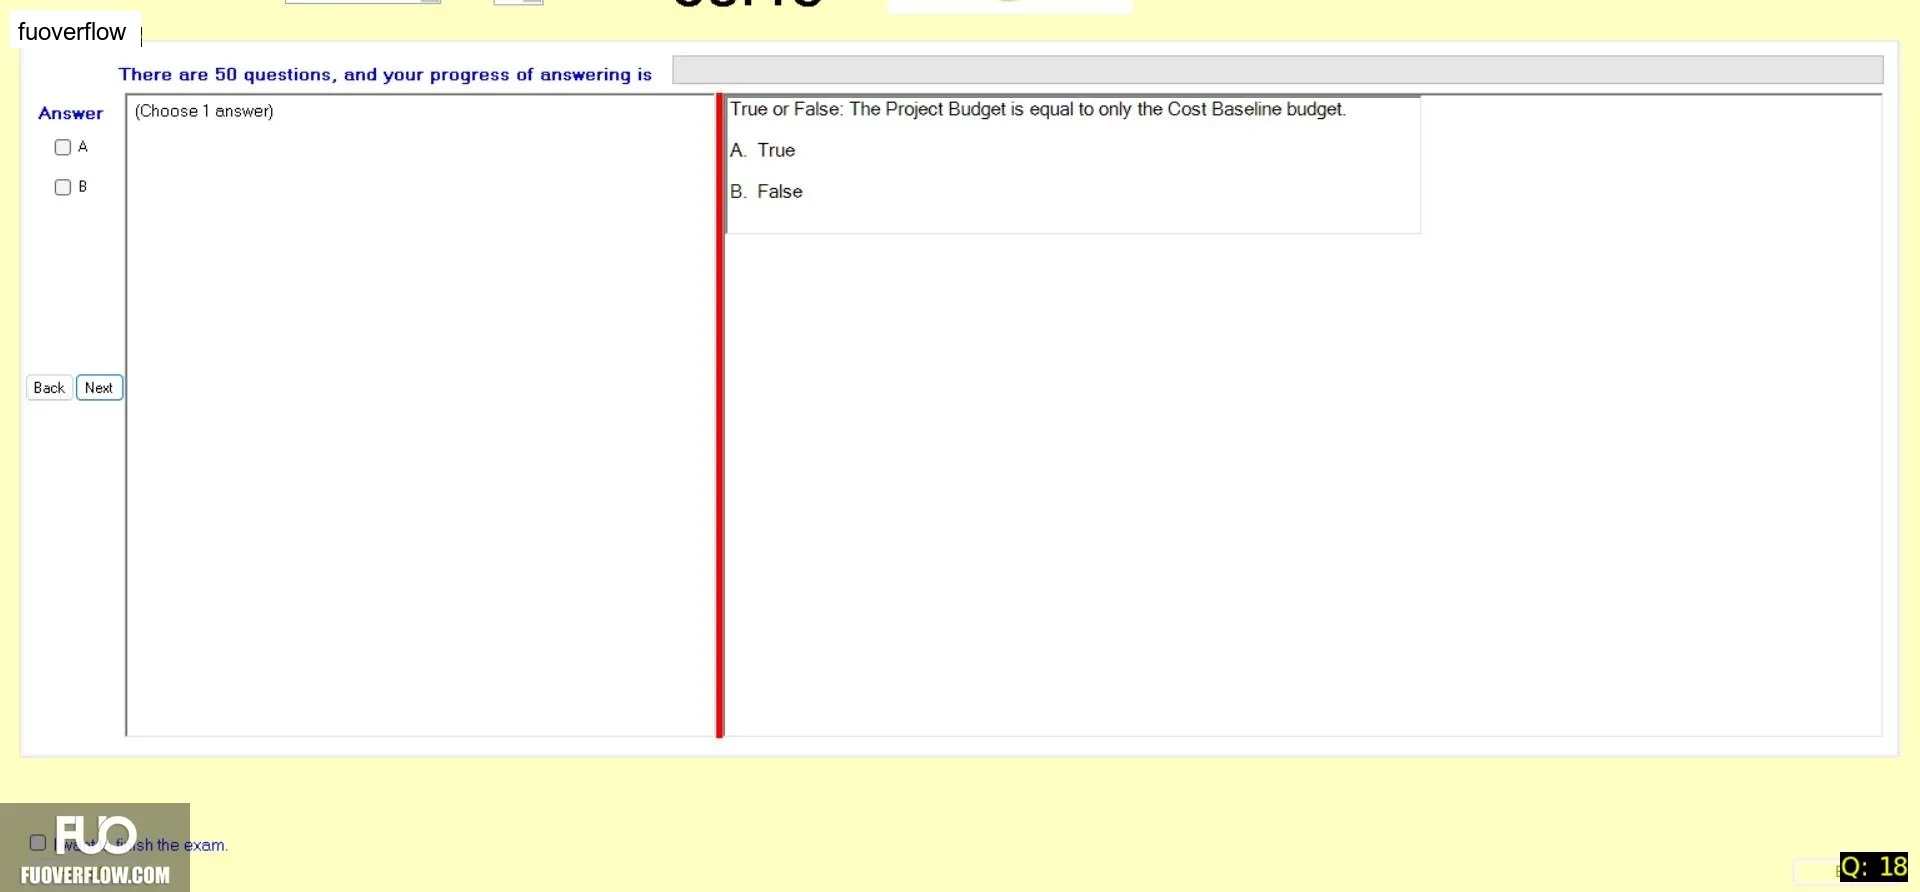 fuoverflow
There are 50 questions, and your progress of answering is
Answer
(Choose 1 answer)
A
B
True or False: The Project Budget is equal to only the Cost Baseline budget.
A. True
B. False
Back Next
FUO
finish the exam.
FUOVERFLOW.COM
Q: 18